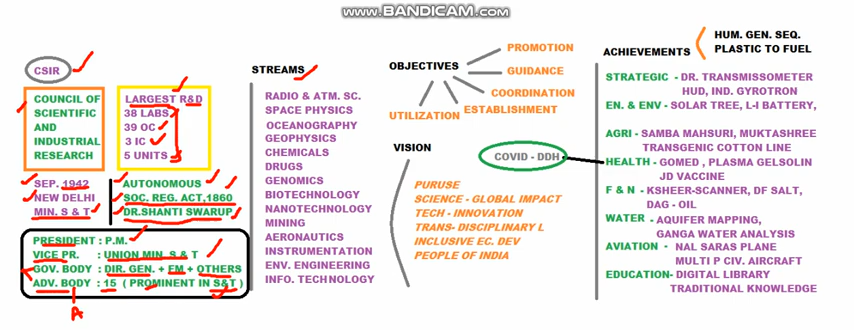 WWW.BANDICAM.COM
CSIR
COUNCIL OF
SCIENTIFIC
AND
INDUSTRIAL
RESEARCH
LARGEST R&D
38 LABS
39 OC
3 IC
5 UNITS
SEP. 1942
NEW DELHI
MIN. S & T
AUTONOMOUS
SOC. REG. ACT,1860
DR.SHANTI SWARUP
PRESIDENT : P.M.
VICE PR. : UNION MIN. S & T
GOV. BODY : DIR. GEN. + FM + OTHERS
ADV. BODY : 15 ( PROMINENT IN S&T )
A
STREAMS
RADIO & ATM. SC.
SPACE PHYSICS
OCEANOGRAPHY
GEOPHYSICS
CHEMICALS
DRUGS
GENOMICS
BIOTECHNOLOGY
NANOTECHNOLOGY
MINING
AERONAUTICS
INSTRUMENTATION
ENV. ENGINEERING
INFO. TECHNOLOGY
OBJECTIVES
PROMOTION
GUIDANCE
COORDINATION
ESTABLISHMENT
UTILIZATION
VISION
PURUSE
SCIENCE - GLOBAL IMPACT
TECH - INNOVATION
TRANS- DISCIPLINARY L
INCLUSIVE EC. DEV
PEOPLE OF INDIA
COVID - DDH
ACHIEVEMENTS
HUM. GEN. SEQ.
PLASTIC TO FUEL
STRATEGIC - DR. TRANSMISSOMETER
HUD, IND. GYROTRON
EN. & ENV - SOLAR TREE, L-I BATTERY,
AGRI - SAMBA MAHSURI, MUKTASHREE
TRANSGENIC COTTON LINE
HEALTH - GOMED , PLASMA GELSOLIN
JD VACCINE
F & N - KSHEER-SCANNER, DF SALT,
DAG - OIL
WATER - AQUIFER MAPPING,
GANGA WATER ANALYSIS
AVIATION - NAL SARAS PLANE
MULTI P CIV. AIRCRAFT
EDUCATION - DIGITAL LIBRARY
TRADITIONAL KNOWLEDGE